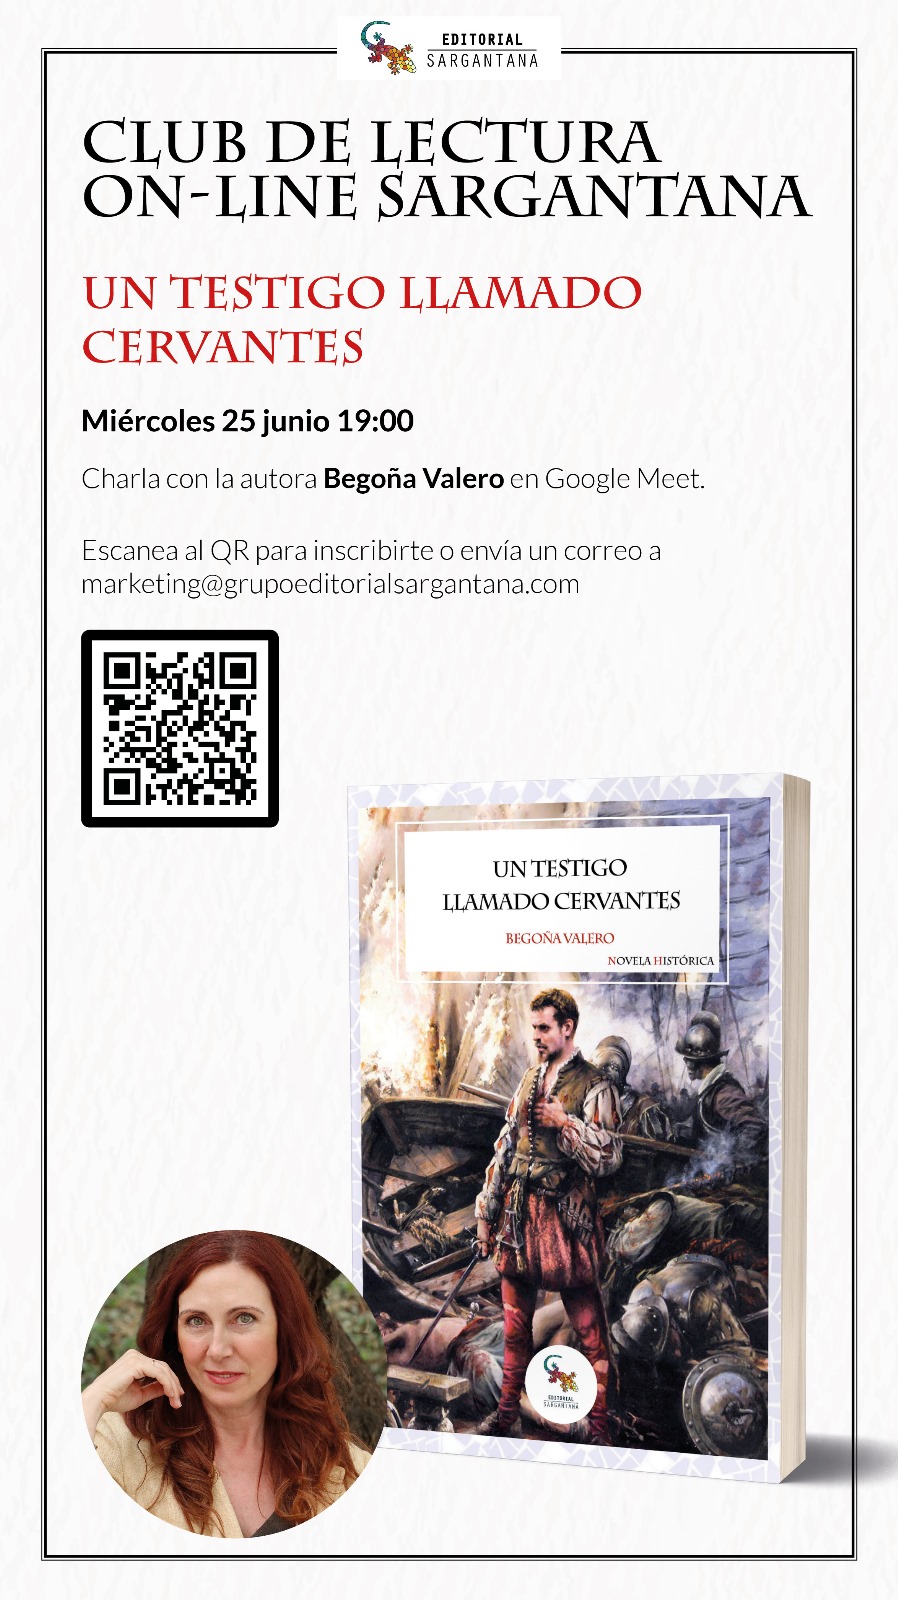 EDITORIAL
SARGANTANA
CLUB DE LECTURA
ON-LINE SARGANTANA
UN TESTIGO LLAMADO
CERVANTES
Miércoles 25 junio 19:00
Charla con la autora Begoña Valero en Google Meet.
Escanea al QR para inscribirte o envía un correo a
marketing@grupoeditorialsargantana.com
UN TESTIGO
LLAMADO CERVANTES
BEGOÑA VALERO
NOVELA HISTÓRICA
EDITORIAL
SARGANTANA